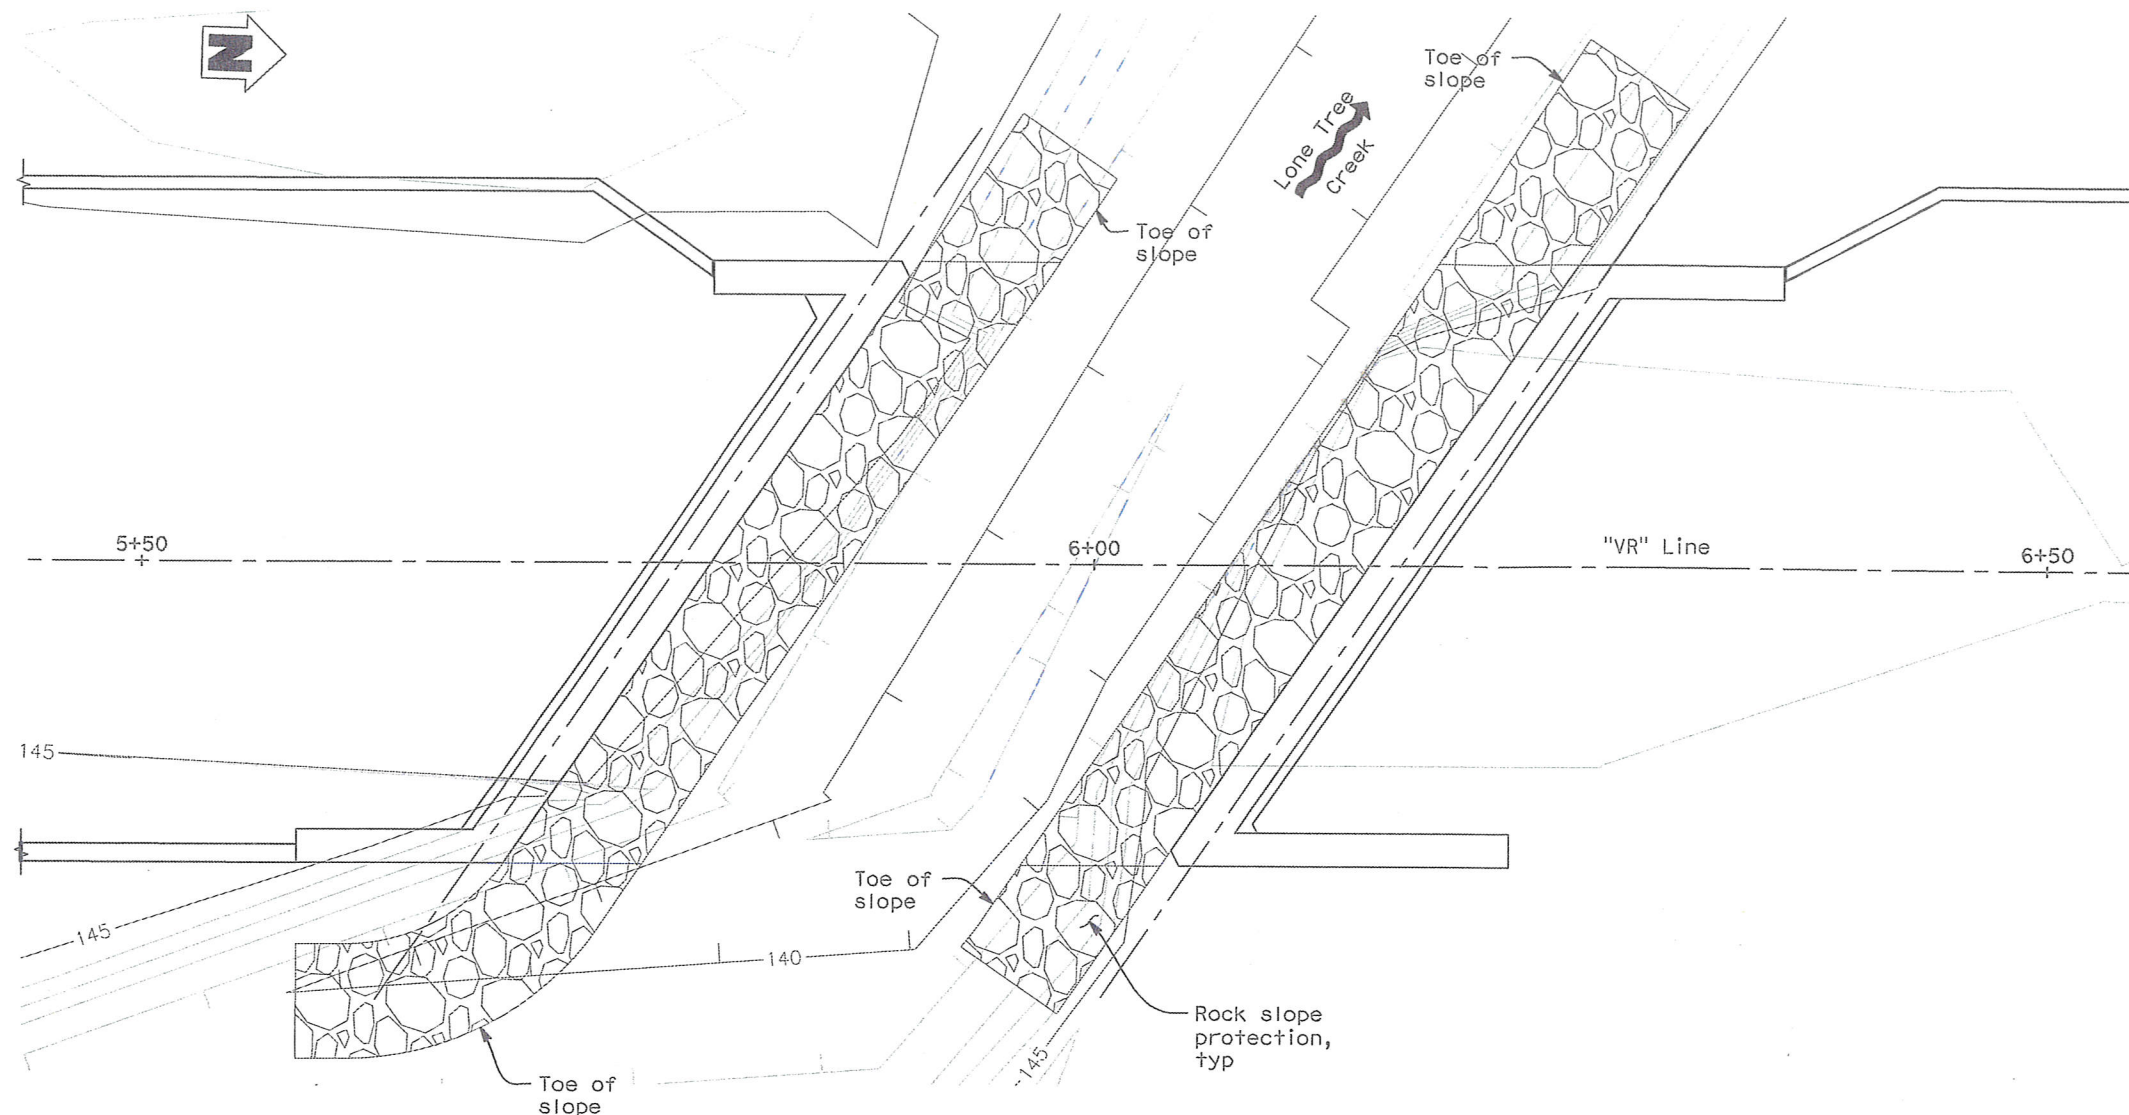 N
Toe of
slope
Lone Tree
Creek
Toe of
slope
5+50
6+00
"VR" Line
6+50
145
145
Toe of
slope
140
Rock slope
protection,
typ
145
Toe of
slope